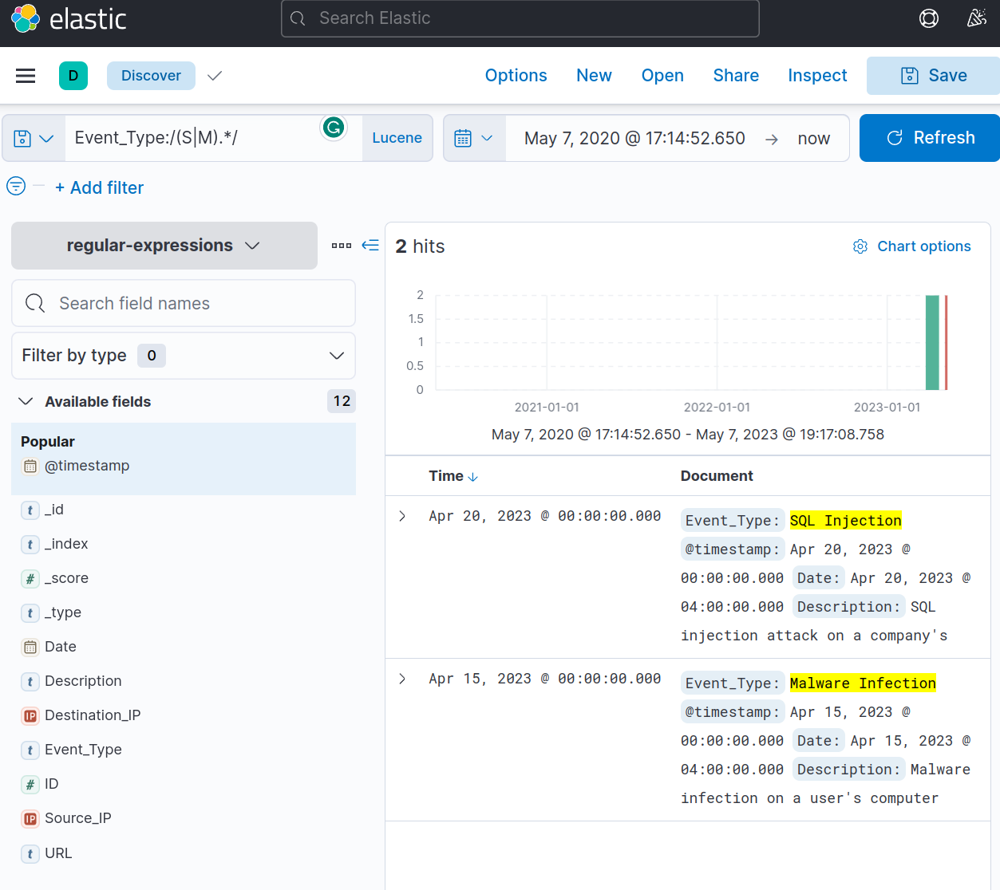 elastic
Search Elastic
D
Discover
Options New Open Share Inspect Save
Event_Type:/(S|M).*/
G
Lucene
May 7, 2020 @ 17:14:52.650 → now
Refresh
+ Add filter
regular-expressions
Search field names
Filter by type 0
Available fields 12
Popular
@timestamp
t _id
t _index
# _score
t _type
Date
t Description
IP Destination_IP
t Event_Type
# ID
IP Source_IP
t URL
2 hits
Chart options
2
1.5
1
0.5
0
2021-01-01 2022-01-01 2023-01-01
May 7, 2020 @ 17:14:52.650 - May 7, 2023 @ 19:17:08.758
Time ↓ Document
Apr 20, 2023 @ 00:00:00.000
Event_Type: SQL Injection
@timestamp: Apr 20, 2023 @
00:00:00.000 Date: Apr 20, 2023 @
04:00:00.000 Description: SQL
injection attack on a company's
Apr 15, 2023 @ 00:00:00.000
Event_Type: Malware Infection
@timestamp: Apr 15, 2023 @
00:00:00.000 Date: Apr 15, 2023 @
04:00:00.000 Description: Malware
infection on a user's computer